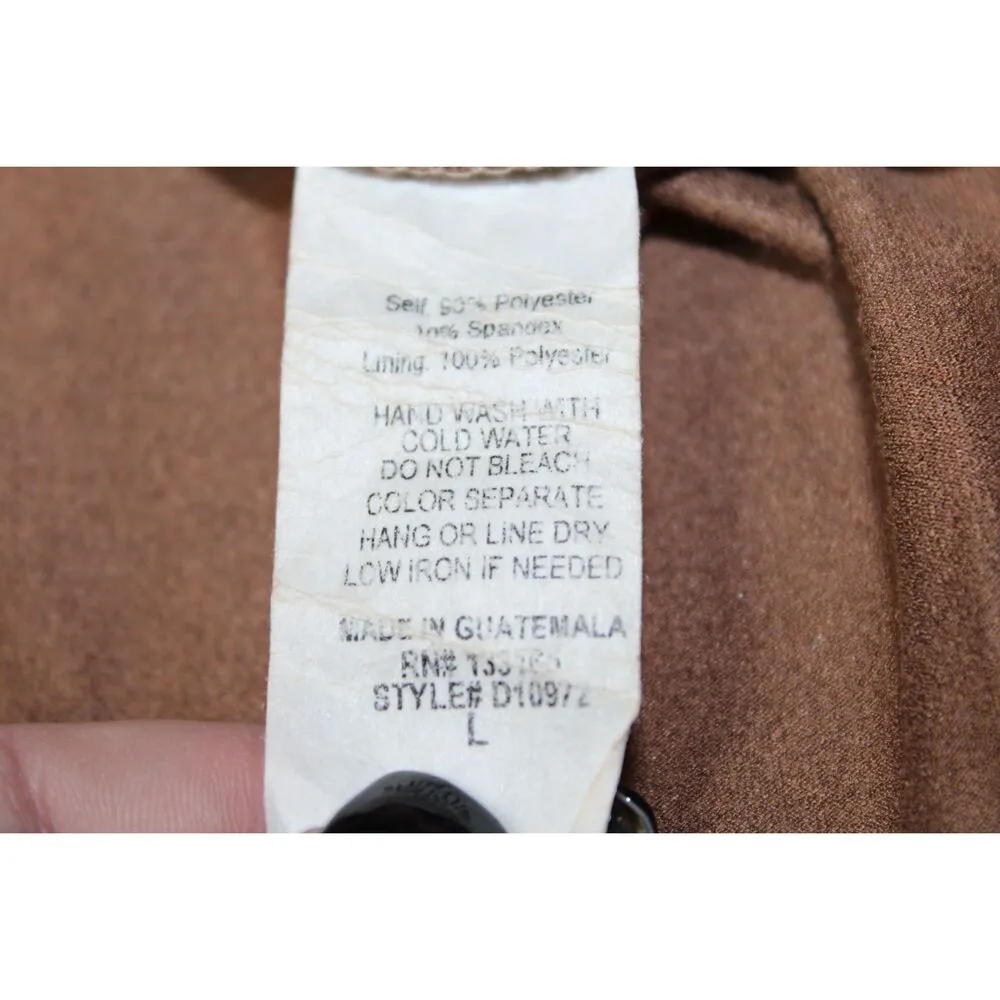 Self. 90% Polyester
10% Spandex
Lining. 100% Polyester
HAND WASH WITH
COLD WATER
DO NOT BLEACH
COLOR SEPARATE
HANG OR LINE DRY
LOW IRON IF NEEDED
MADE IN GUATEMALA
RN#
STYLE# D10972
L